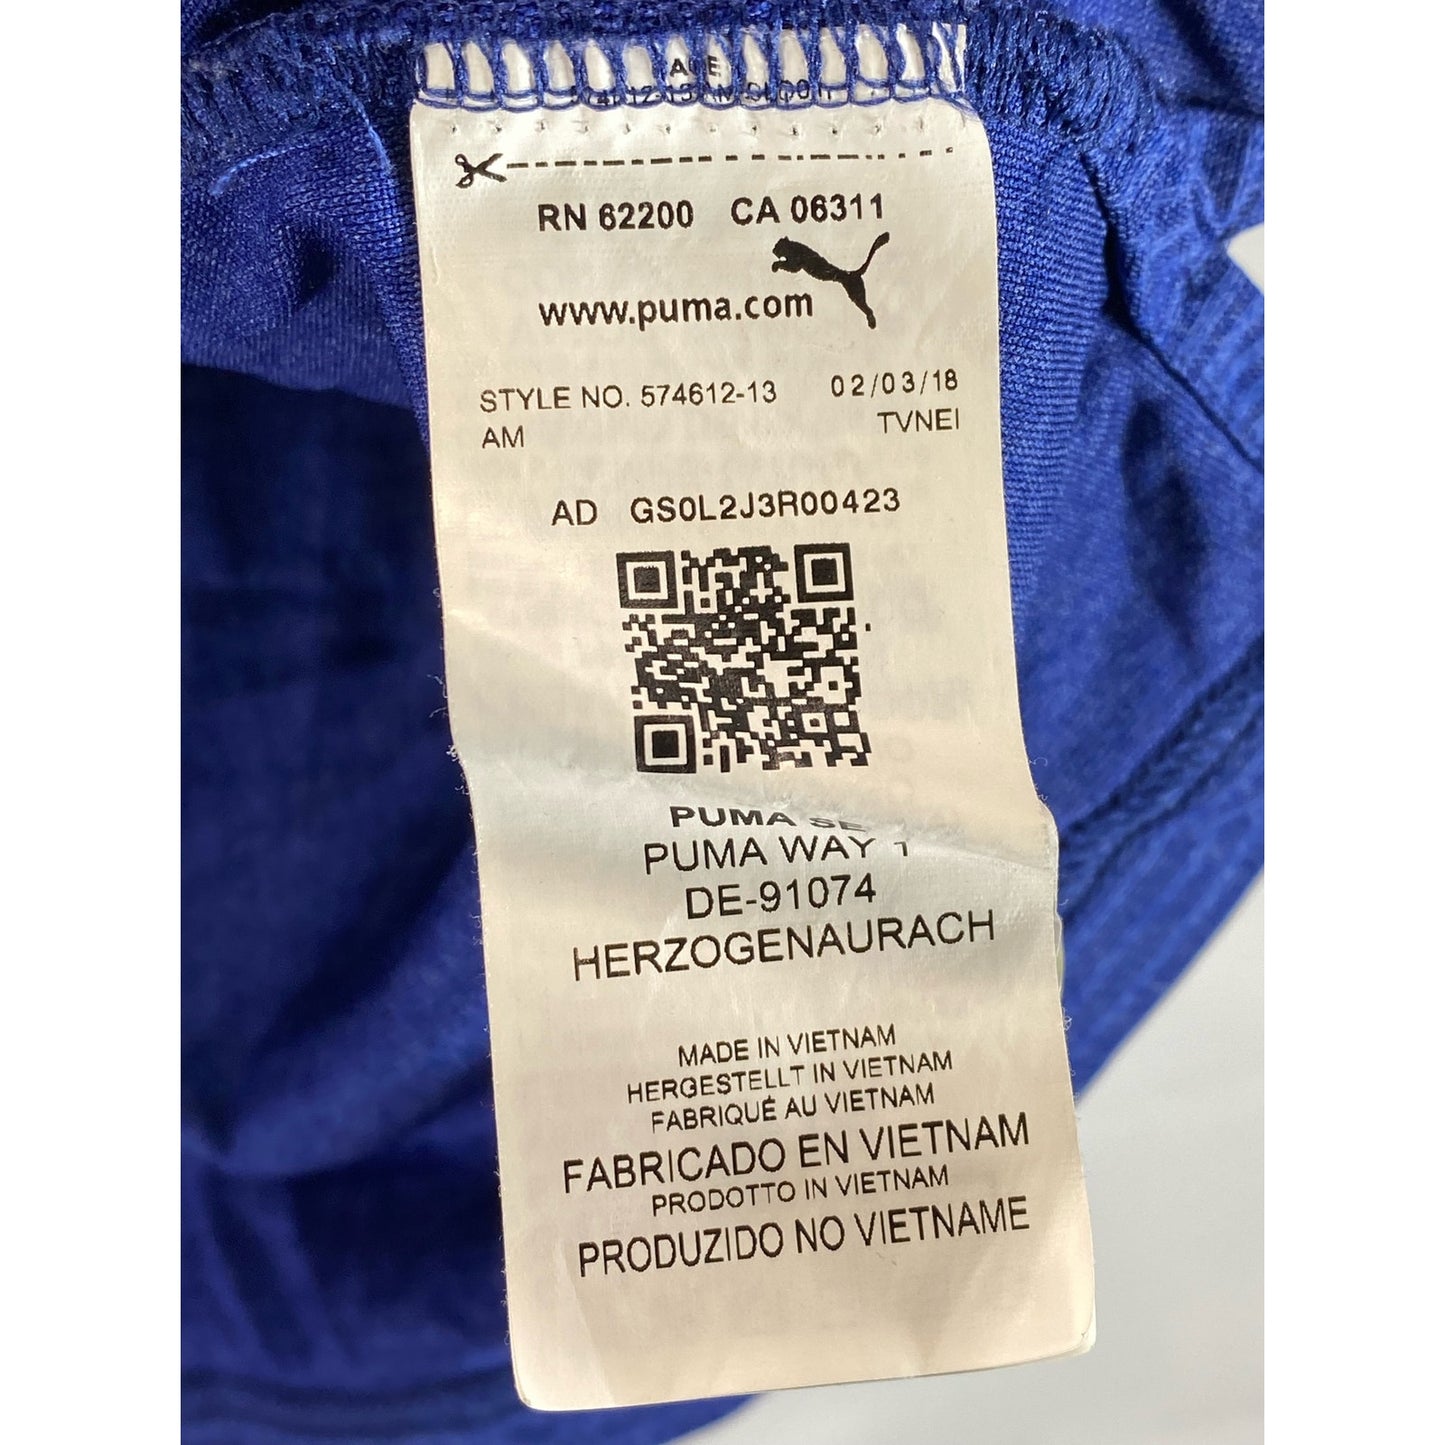 RN 62200 CA 06311
www.puma.com
STYLE NO. 574612-13 02/03/18
AM TVNEI
AD GS0L2J3R00423
PUMA SE
PUMA WAY 1
DE-91074
HERZOGENAURACH
MADE IN VIETNAM
HERGESTELLT IN VIETNAM
FABRIQUÉ AU VIETNAM
FABRICADO EN VIETNAM
PRODOTTO IN VIETNAM
PRODUZIDO NO VIETNAME